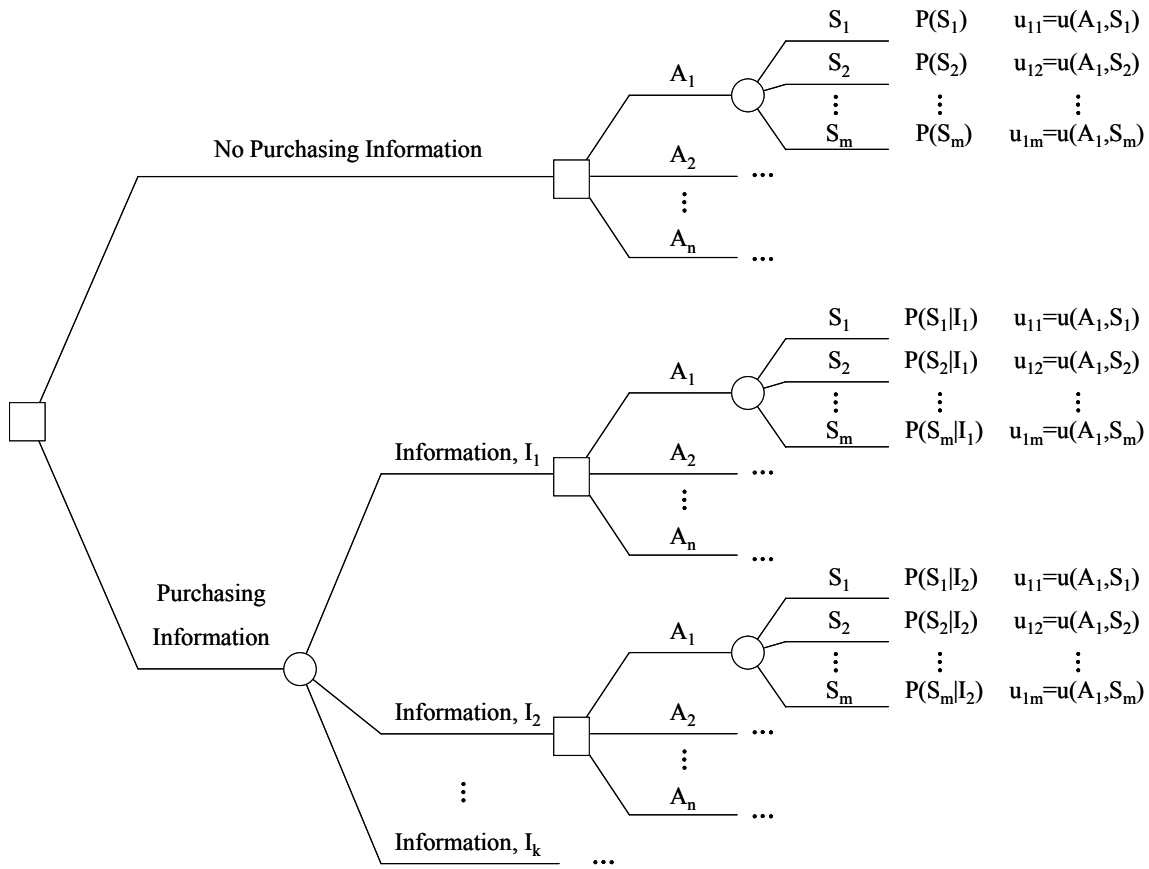 S₁ P(S₁) u₁₁=u(A₁,S₁)
A₁ S₂ P(S₂) u₁₂=u(A₁,S₂)
⋮ ⋮ ⋮
Sₘ P(Sₘ) u₁ₘ=u(A₁,Sₘ)
No Purchasing Information
A₂ ...
⋮
Aₙ ...
S₁ P(S₁|I₁) u₁₁=u(A₁,S₁)
A₁ S₂ P(S₂|I₁) u₁₂=u(A₁,S₂)
⋮ ⋮ ⋮
Sₘ P(Sₘ|I₁) u₁ₘ=u(A₁,Sₘ)
Information, I₁ A₂ ...
⋮
Aₙ ...
Purchasing
Information
S₁ P(S₁|I₂) u₁₁=u(A₁,S₁)
A₁ S₂ P(S₂|I₂) u₁₂=u(A₁,S₂)
⋮ ⋮ ⋮
Sₘ P(Sₘ|I₂) u₁ₘ=u(A₁,Sₘ)
Information, I₂ A₂ ...
⋮ ⋮
Aₙ ...
Information, Iₖ ...